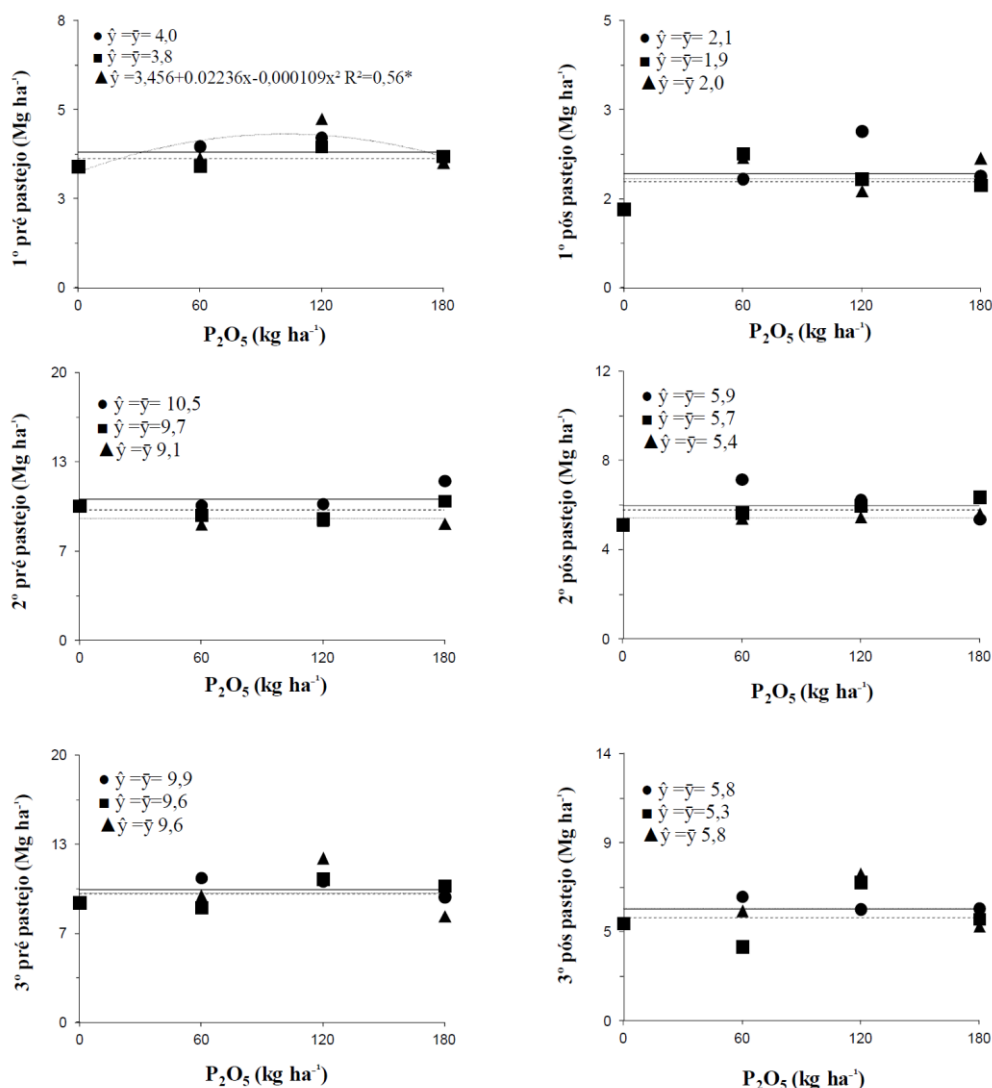 1º pré pastejo (Mg ha⁻¹)
8
5
3
0
● ŷ =ȳ= 4,0
■ ŷ =ȳ=3,8
▲ ŷ =3,456+0.02236x-0,000109x² R²=0,56*
0 60 120 180
P₂O₅ (kg ha⁻¹)
1º pós pastejo (Mg ha⁻¹)
5
3
2
0
● ŷ =ȳ= 2,1
■ ŷ =ȳ=1,9
▲ ŷ =ȳ 2,0
0 60 120 180
P₂O₅ (kg ha⁻¹)
2º pré pastejo (Mg ha⁻¹)
20
13
7
0
● ŷ =ȳ= 10,5
■ ŷ =ȳ=9,7
▲ ŷ =ȳ 9,1
0 60 120 180
P₂O₅ (kg ha⁻¹)
2º pós pastejo (Mg ha⁻¹)
12
8
4
0
● ŷ =ȳ= 5,9
■ ŷ =ȳ= 5,7
▲ ŷ =ȳ= 5,4
0 60 120 180
P₂O₅ (kg ha⁻¹)
3º pré pastejo (Mg ha⁻¹)
20
13
7
0
● ŷ =ȳ= 9,9
■ ŷ =ȳ=9,6
▲ ŷ =ȳ 9,6
0 60 120 180
P₂O₅ (kg ha⁻¹)
3º pós pastejo (Mg ha⁻¹)
14
9
5
0
● ŷ =ȳ= 5,8
■ ŷ =ȳ=5,3
▲ ŷ =ȳ 5,8
0 60 120 180
P₂O₅ (kg ha⁻¹)